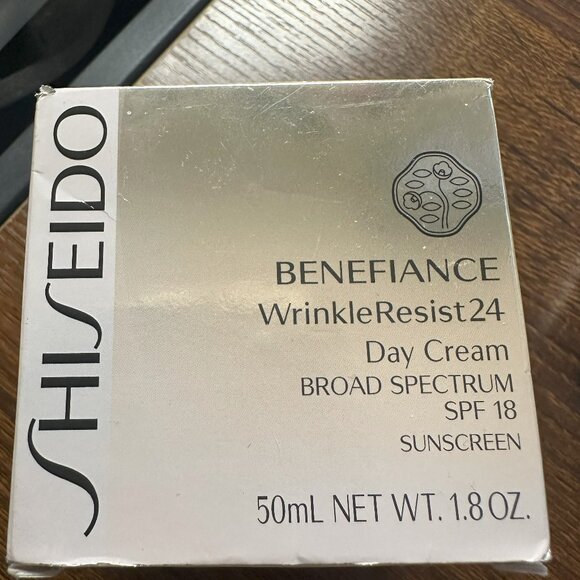 SHISEIDO
BENEFIANCE
WrinkleResist24
Day Cream
BROAD SPECTRUM
SPF 18
SUNSCREEN
50mL NET WT. 1.8 OZ.